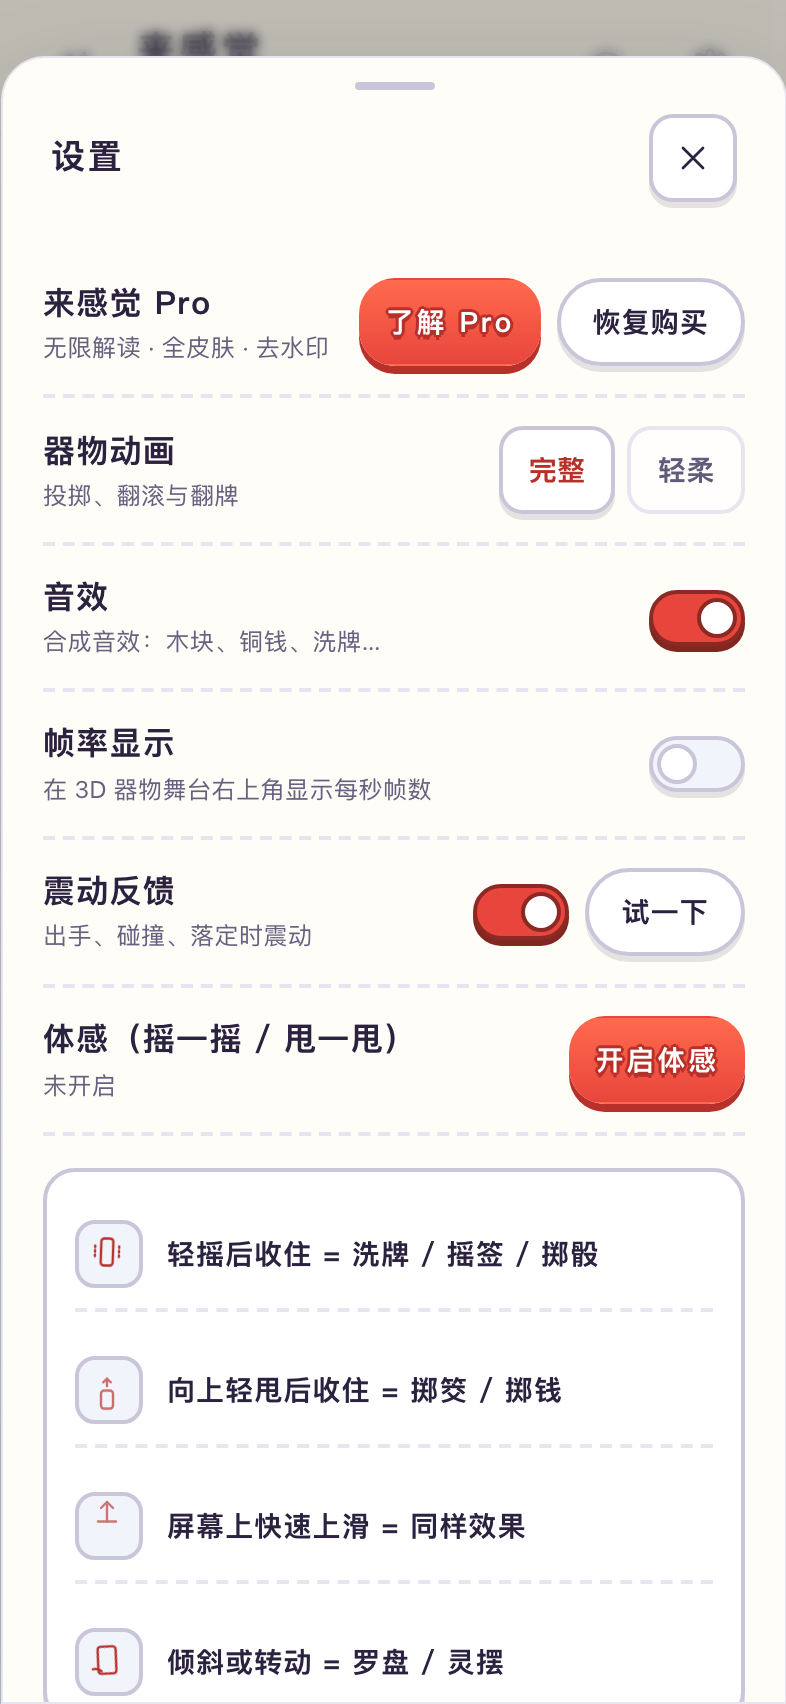 来感觉
设置
来感觉 Pro
无限解读 · 全皮肤 · 去水印
了解 Pro
恢复购买
器物动画
投掷、翻滚与翻牌
完整
轻柔
音效
合成音效：木块、铜钱、洗牌...
帧率显示
在 3D 器物舞台右上角显示每秒帧数
震动反馈
出手、碰撞、落定时震动
试一下
体感（摇一摇 / 甩一甩）
未开启
开启体感
轻摇后收住 = 洗牌 / 摇签 / 掷骰
向上轻甩后收住 = 掷筊 / 掷钱
屏幕上快速上滑 = 同样效果
倾斜或转动 = 罗盘 / 灵摆